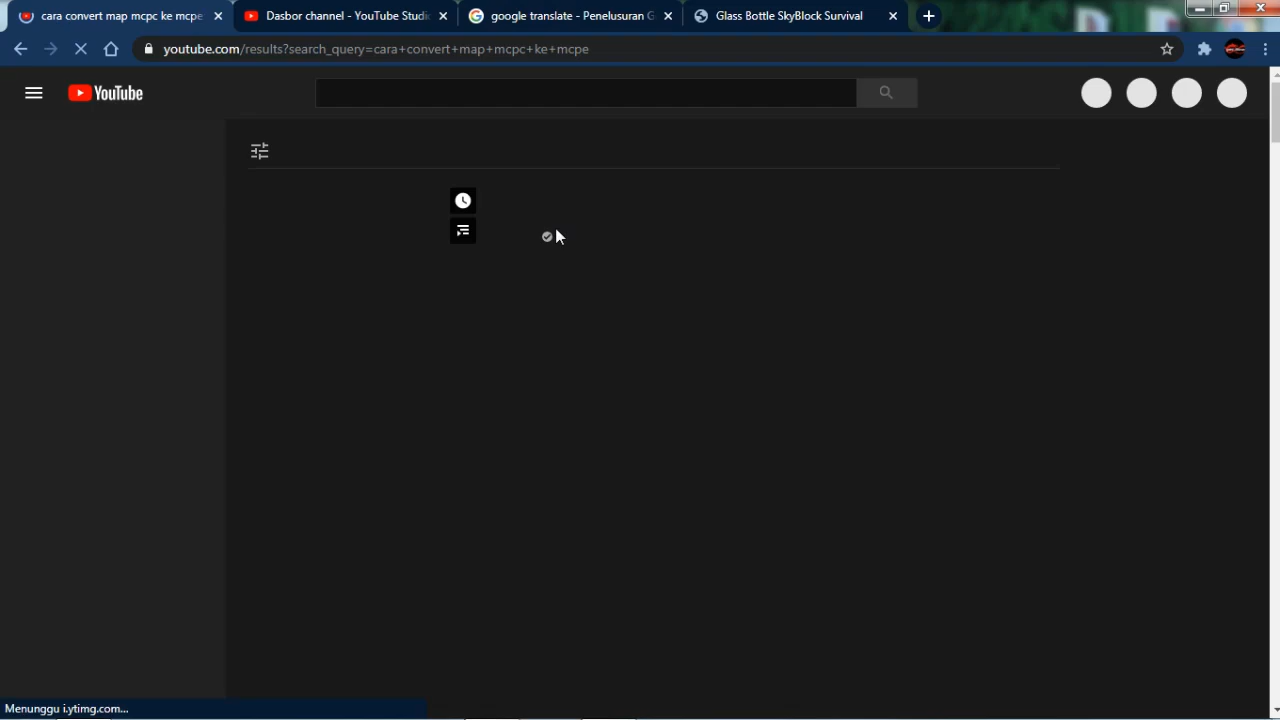 cara convert map mcpc ke mcpe
Dasbor channel - YouTube Studi
google translate - Penelusuran G
Glass Bottle SkyBlock Survival
youtube.com/results?search_query=cara+convert+map+mcpc+ke+mcpe
YouTube
Menunggu i.ytimg.com...